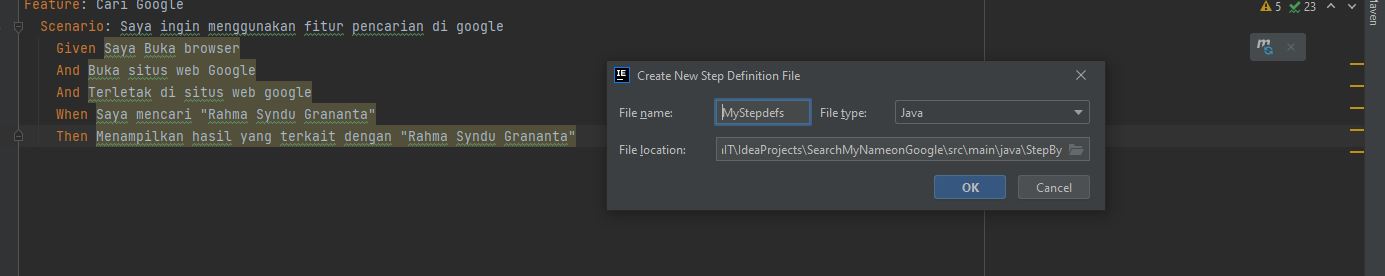 Feature: Cari Google
5 23
Maven
Scenario: Saya ingin menggunakan fitur pencarian di google
Given Saya Buka browser
And Buka situs web Google
And Terletak di situs web google
When Saya mencari "Rahma Syndu Grananta"
Then Menampilkan hasil yang terkait dengan "Rahma Syndu Grananta"
m
IE Create New Step Definition File
File name: MyStepdefs File type: Java
File location: IT\IdeaProjects\SearchMyNameonGoogle\src\main\java\StepBy
OK Cancel